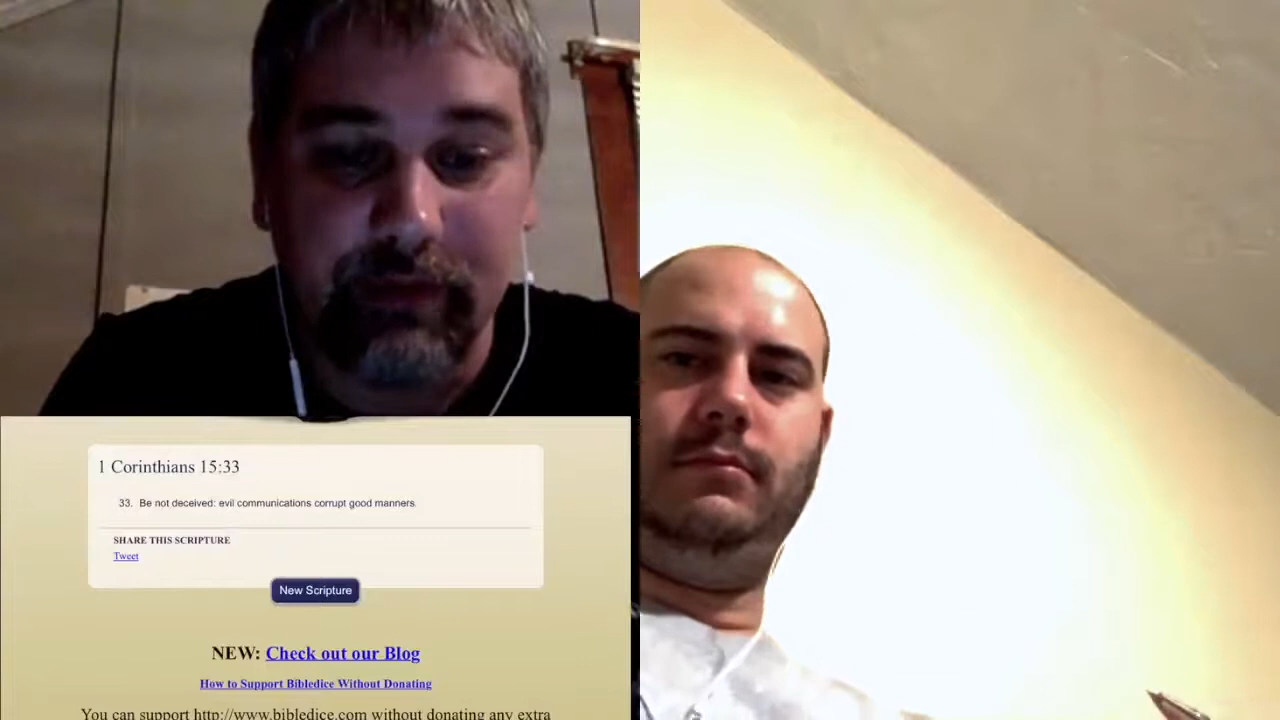 1 Corinthians 15:33
33. Be not deceived: evil communications corrupt good manners.
SHARE THIS SCRIPTURE
Tweet
New Scripture
NEW: Check out our Blog
How to Support Bibledice Without Donating
You can support http://www.bibledice.com without donating any extra